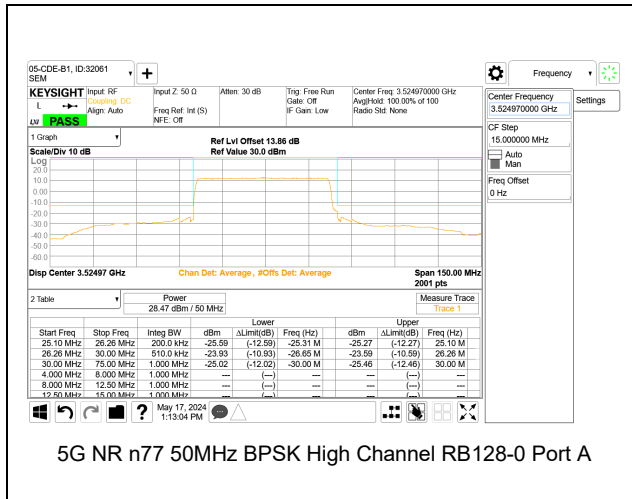 05-CDE-B1, ID:32061
SEM
Frequency
KEYSIGHT Input: RF Input Z: 50 Ω Atten: 30 dB Trig: Free Run Center Freq: 3.524970000 GHz
L Coupling: DC Gate: Off Avg|Hold: 100.00% of 100
Align: Auto Freq Ref: Int (S) IF Gain: Low Radio Std: None
LXI PASS NFE: Off
Center Frequency
3.524970000 GHz
Settings
CF Step
15.000000 MHz
Auto
Man
Freq Offset
0 Hz
1 Graph
Ref Lvl Offset 13.86 dB
Scale/Div 10 dB Ref Value 30.0 dBm
Log
20.0
10.0
0.00
-10.0
-20.0
-30.0
-40.0
-50.0
-60.0
Disp Center 3.52497 GHz Chan Det: Average, #Offs Det: Average Span 150.00 MHz
2001 pts
2 Table Power Measure Trace
28.47 dBm / 50 MHz Trace 1
Lower Upper
Start Freq Stop Freq Integ BW dBm ΔLimit(dB) Freq (Hz) dBm ΔLimit(dB) Freq (Hz)
25.10 MHz 26.26 MHz 200.0 kHz -25.59 (-12.59) -25.31 M -25.27 (-12.27) 25.10 M
26.26 MHz 30.00 MHz 510.0 kHz -23.93 (-10.93) -26.65 M -23.59 (-10.59) 26.26 M
30.00 MHz 75.00 MHz 1.000 MHz -25.02 (-12.02) -30.00 M -25.46 (-12.46) 30.00 M
4.000 MHz 8.000 MHz 1.000 MHz --- (---) --- (---)
8.000 MHz 12.50 MHz 1.000 MHz --- (---) --- (---)
12.50 MHz 15.00 MHz 1.000 MHz --- (---) --- (---)
May 17, 2024
1:13:04 PM
5G NR n77 50MHz BPSK High Channel RB128-0 Port A